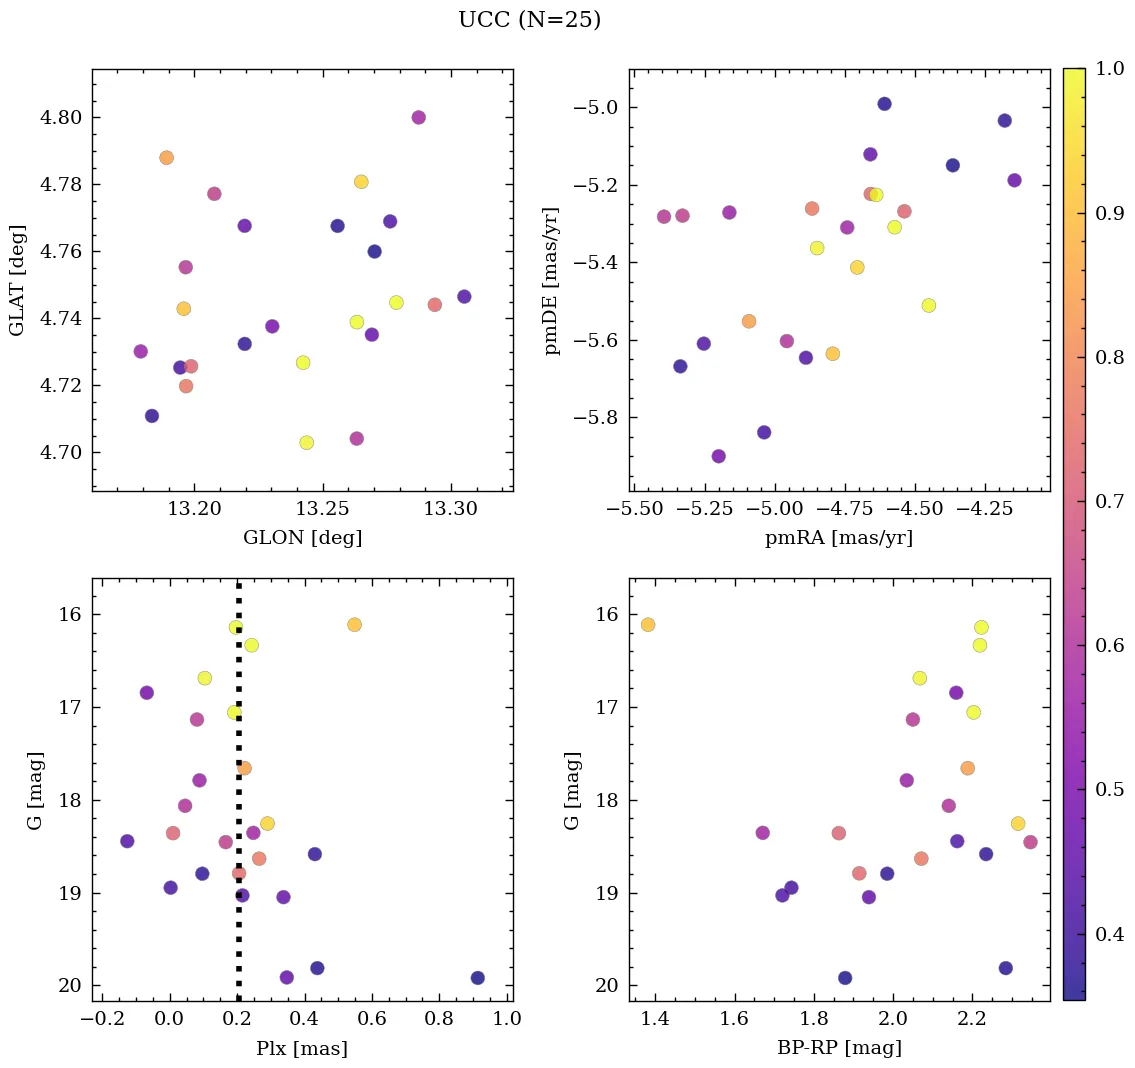 UCC (N=25)
4.80
4.78
4.76
4.74
4.72
4.70
GLAT [deg]
13.20 13.25 13.30
GLON [deg]
−5.0
−5.2
−5.4
−5.6
−5.8
pmDE [mas/yr]
−5.50 −5.25 −5.00 −4.75 −4.50 −4.25
pmRA [mas/yr]
16
17
18
19
20
G [mag]
−0.2 0.0 0.2 0.4 0.6 0.8 1.0
Plx [mas]
16
17
18
19
20
G [mag]
1.4 1.6 1.8 2.0 2.2
BP-RP [mag]
1.0
0.9
0.8
0.7
0.6
0.5
0.4